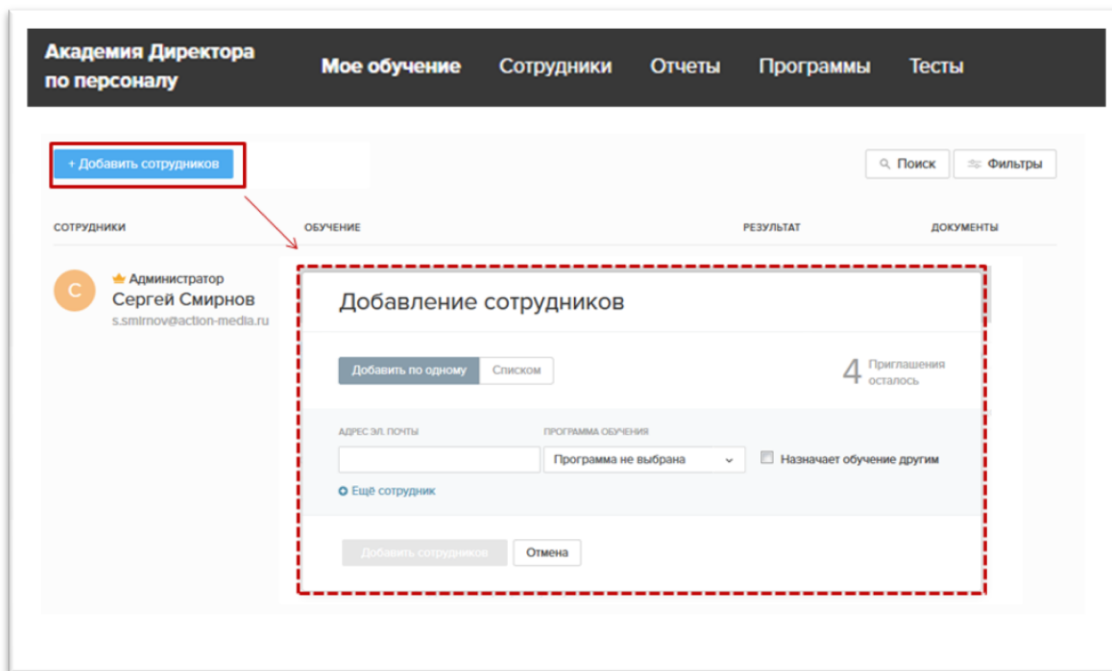 Академия Директора
по персоналу
Мое обучение Сотрудники Отчеты Программы Тесты
+ Добавить сотрудников
Поиск Фильтры
СОТРУДНИКИ ОБУЧЕНИЕ РЕЗУЛЬТАТ ДОКУМЕНТЫ
С
Администратор
Сергей Смирнов
s.smirnov@action-media.ru
Добавление сотрудников
Добавить по одному Списком
4 Приглашения
осталось
АДРЕС ЭЛ. ПОЧТЫ ПРОГРАММА ОБУЧЕНИЯ
Программа не выбрана Назначает обучение другим
Ещё сотрудник
Добавить сотрудников Отмена